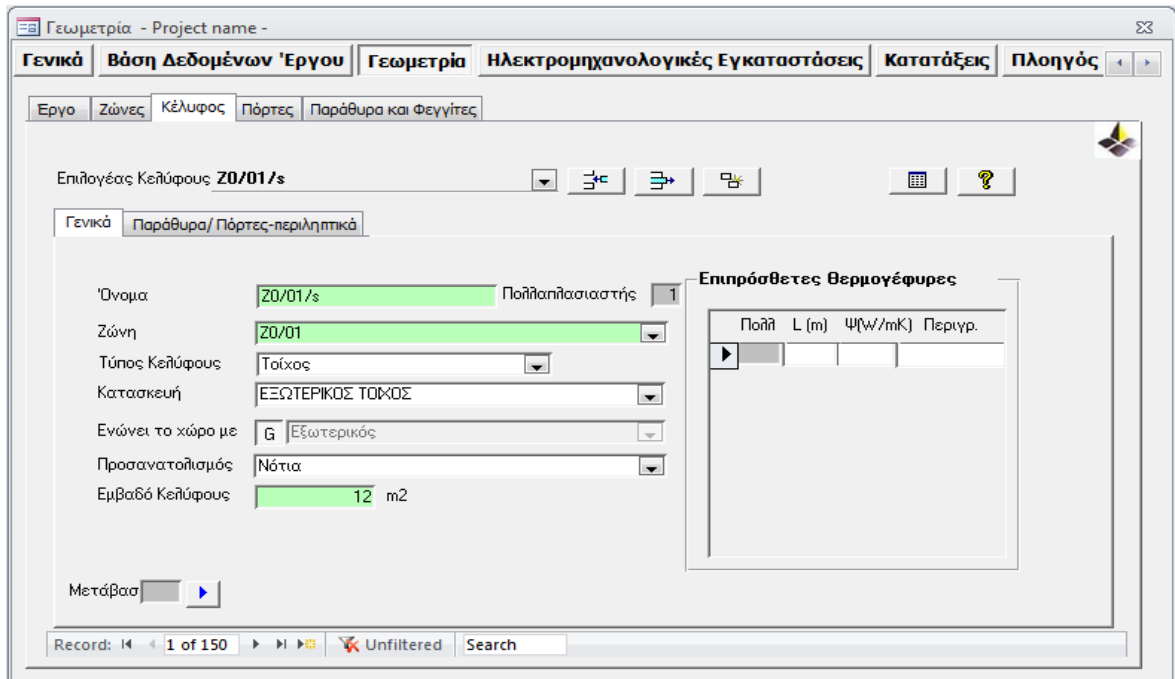 Γεωμετρία - Project name -
Γενικά Βάση Δεδομένων 'Εργου Γεωμετρία Ηλεκτρομηχανολογικές Εγκαταστάσεις Κατατάξεις Πλοηγός
Έργο Ζώνες Κέλυφος Πόρτες Παράθυρα και Φεγγίτες
Επιλογέας Κελύφους Z0/01/s
Γενικά Παράθυρα/ Πόρτες-περιληπτικά
Όνομα Z0/01/s Πολλαπλασιαστής 1
Ζώνη Z0/01
Τύπος Κελύφους Τοίχος
Κατασκευή ΕΞΩΤΕΡΙΚΟΣ ΤΟΙΧΟΣ
Ενώνει το χώρο με G Εξωτερικός
Προσανατολισμός Νότια
Εμβαδό Κελύφους 12 m2
Επιπρόσθετες Θερμογέφυρες
Πολλ L (m) Ψ(W/mK) Περιγρ.
Μετάβασ
Record: 1 of 150 Unfiltered Search